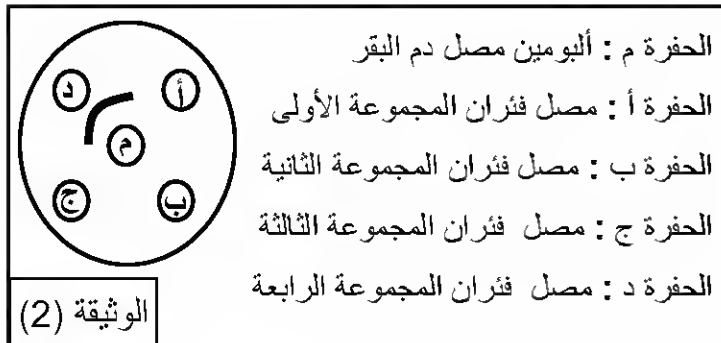 الحفرة م : ألبومين مصل دم البقر
الحفرة أ : مصل فئران المجموعة الأولى
الحفرة ب : مصل فئران المجموعة الثانية
الحفرة ج : مصل فئران المجموعة الثالثة
الحفرة د : مصل فئران المجموعة الرابعة
د
أ
م
ج
ب
الوثيقة (2)